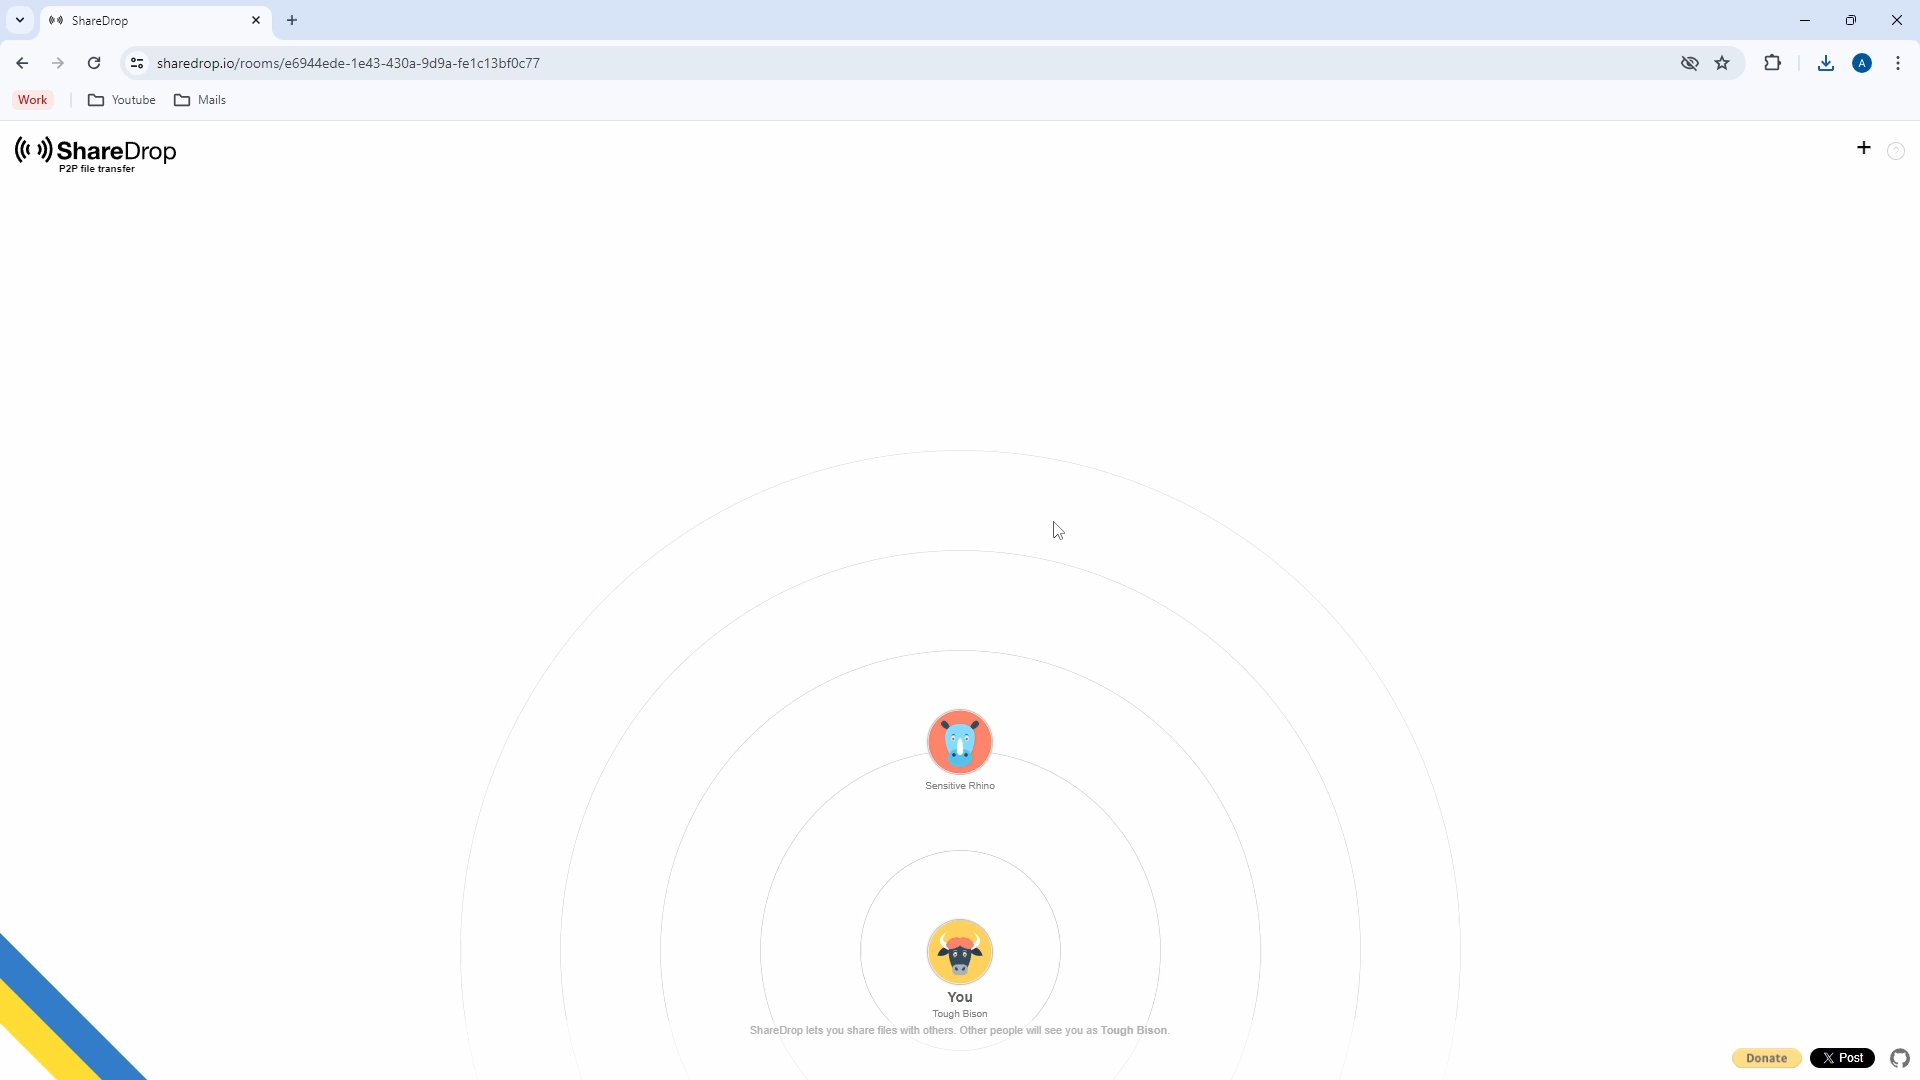 ShareDrop
sharedrop.io/rooms/e6944ede-1e43-430a-9d9a-fe1c13bf0c77
A
Work
Youtube
Mails
ShareDrop
P2P file transfer
+
?
Sensitive Rhino
You
Tough Bison
ShareDrop lets you share files with others. Other people will see you as Tough Bison.
Donate
X Post